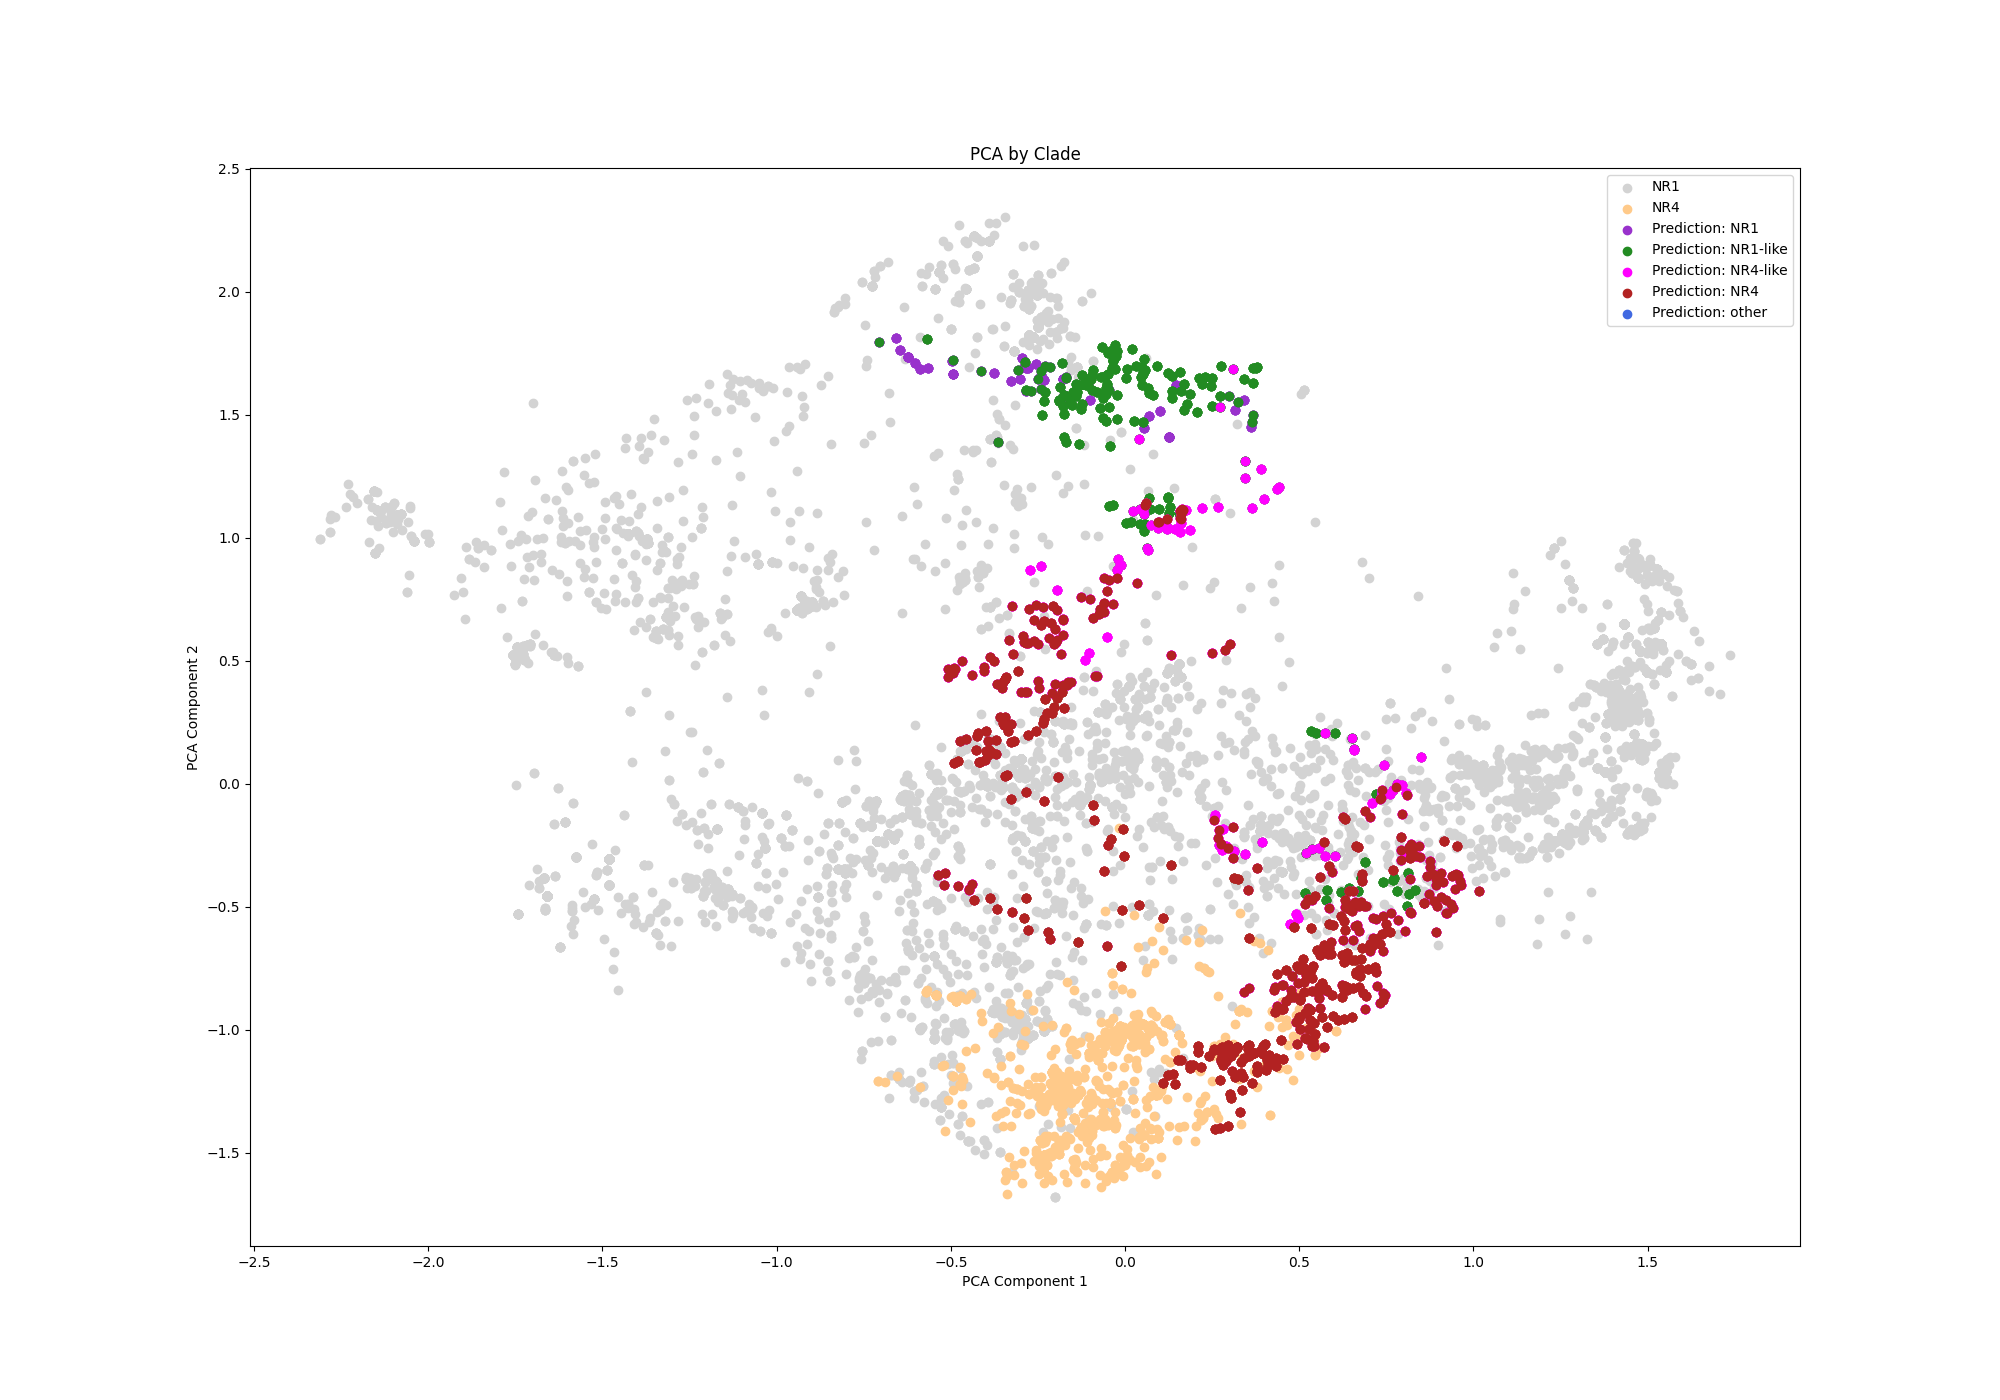 PCA by Clade
2.5
2.0
1.5
1.0
0.5
0.0
−0.5
−1.0
−1.5
PCA Component 2
NR1
NR4
Prediction: NR1
Prediction: NR1-like
Prediction: NR4-like
Prediction: NR4
Prediction: other
−2.5 −2.0 −1.5 −1.0 −0.5 0.0 0.5 1.0 1.5
PCA Component 1